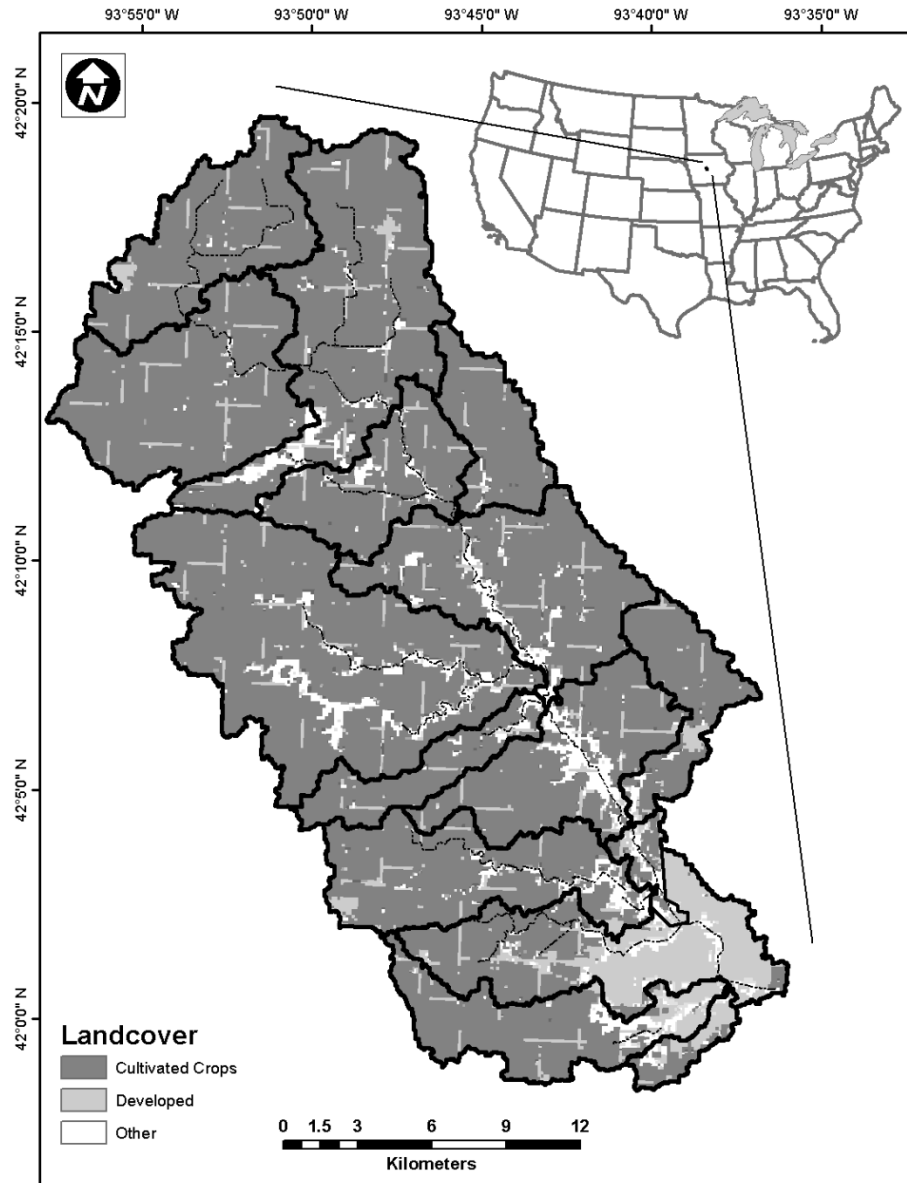 93°55'0" W 93°50'0" W 93°45'0" W 93°40'0" W 93°35'0" W
N
42°20'0" N
42°15'0" N
42°10'0" N
42°5'0" N
42°0'0" N
Landcover
Cultivated Crops
Developed
Other
0 1.5 3 6 9 12
Kilometers